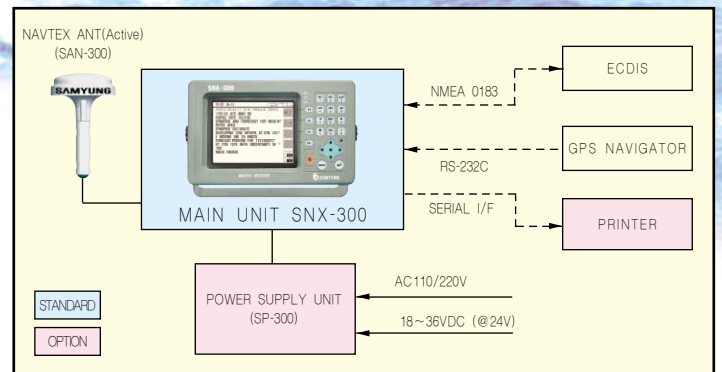 NAVTEX ANT(Active)
(SAN-300)
SAMYUNG
SNX-300
SAMYUNG
MAIN UNIT SNX-300
NMEA 0183
ECDIS
RS-232C
GPS NAVIGATOR
SERIAL I/F
PRINTER
POWER SUPPLY UNIT
(SP-300)
AC110/220V
18~36VDC (@24V)
STANDARD
OPTION